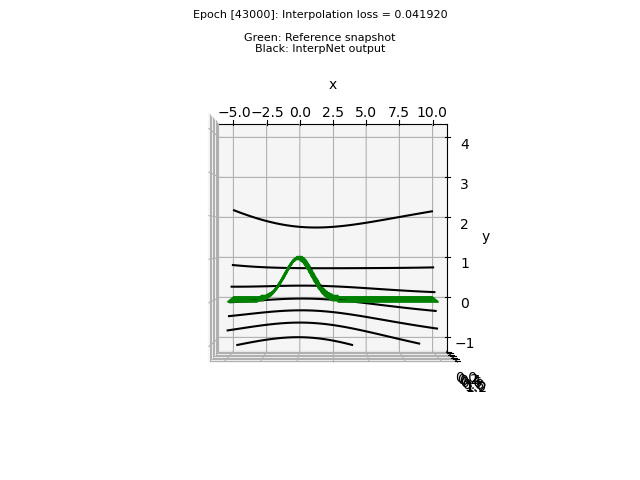 Epoch [43000]: Interpolation loss = 0.041920
Green: Reference snapshot
Black: InterpNet output
x
−5.0 −2.5 0.0 2.5 5.0 7.5 10.0
4
3
2
y
1
0
−1